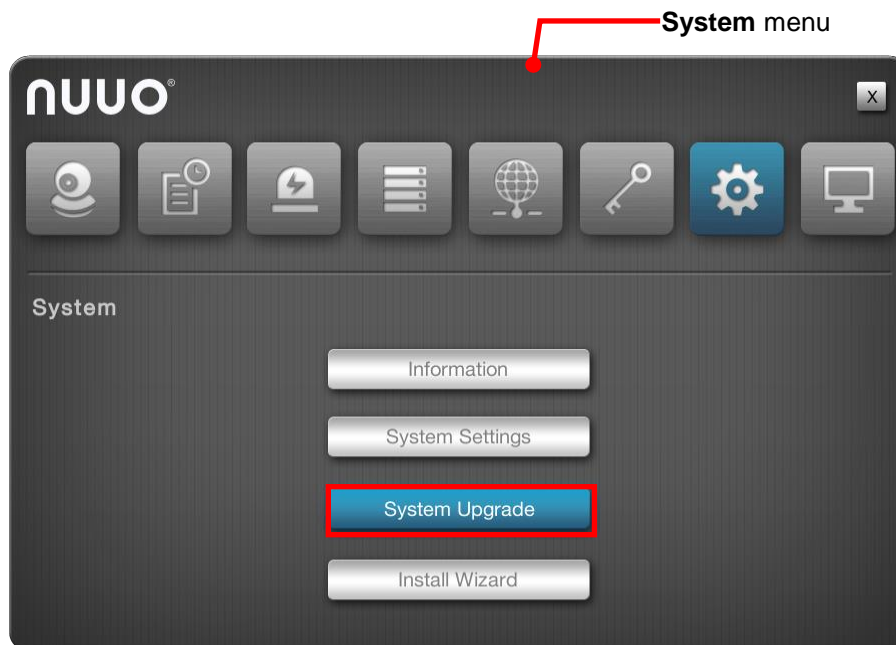 System menu
nuuo®
X
System
Information
System Settings
System Upgrade
Install Wizard